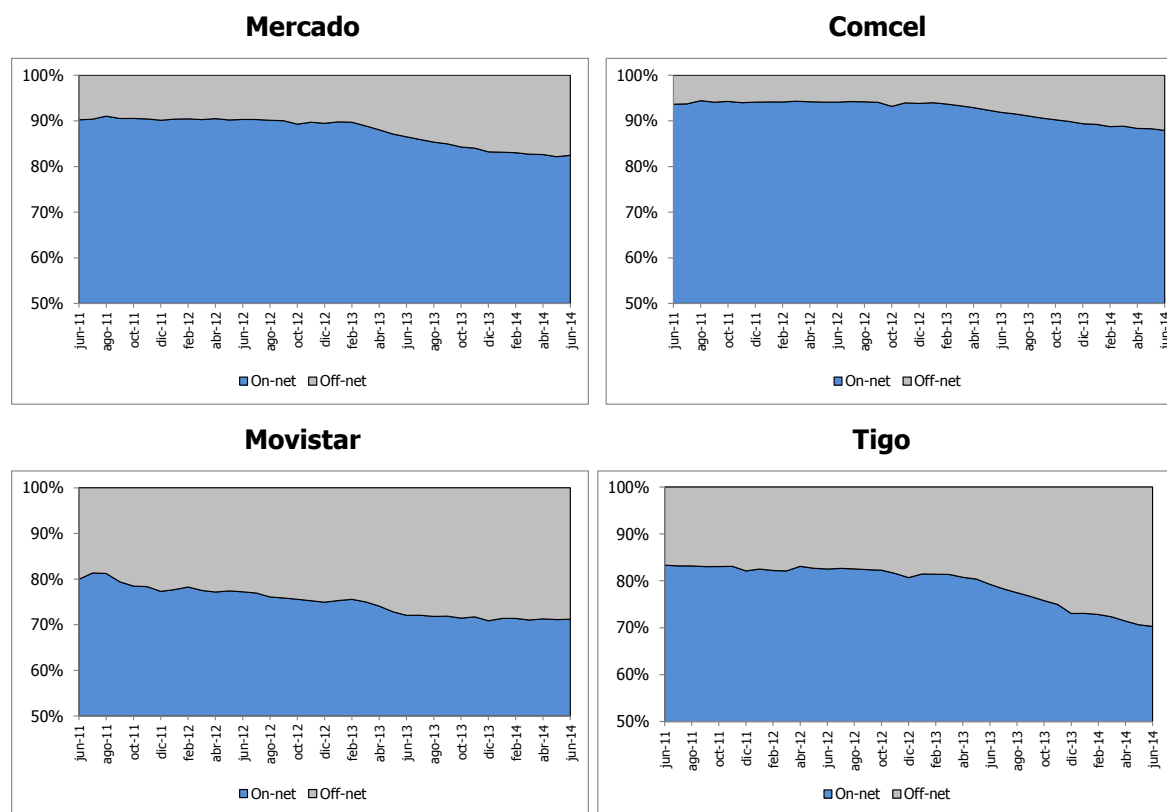 Mercado
100%
90%
80%
70%
60%
50%
jun-11
ago-11
oct-11
dic-11
feb-12
abr-12
jun-12
ago-12
oct-12
dic-12
feb-13
abr-13
jun-13
ago-13
oct-13
dic-13
feb-14
abr-14
jun-14
On-net Off-net
Comcel
100%
90%
80%
70%
60%
50%
jun-11
ago-11
oct-11
dic-11
feb-12
abr-12
jun-12
ago-12
oct-12
dic-12
feb-13
abr-13
jun-13
ago-13
oct-13
dic-13
feb-14
abr-14
jun-14
On-net Off-net
Movistar
100%
90%
80%
70%
60%
50%
jun-11
ago-11
oct-11
dic-11
feb-12
abr-12
jun-12
ago-12
oct-12
dic-12
feb-13
abr-13
jun-13
ago-13
oct-13
dic-13
feb-14
abr-14
jun-14
On-net Off-net
Tigo
100%
90%
80%
70%
60%
50%
jun-11
ago-11
oct-11
dic-11
feb-12
abr-12
jun-12
ago-12
oct-12
dic-12
feb-13
abr-13
jun-13
ago-13
oct-13
dic-13
feb-14
abr-14
jun-14
On-net Off-net